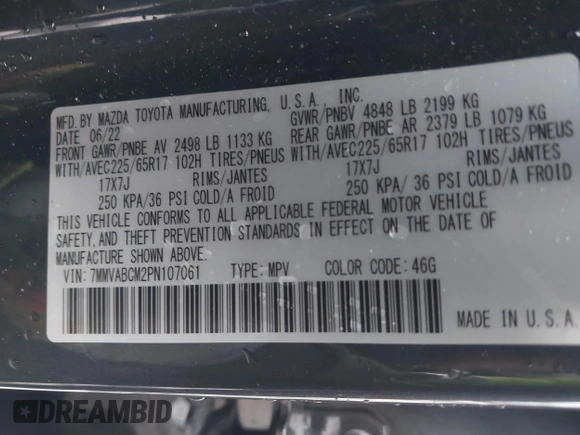 MFD. BY MAZDA TOYOTA MANUFACTURING, U.S.A. INC.
DATE 06/22 GVWR/PNBV 4848 LB 2199 KG
FRONT GAWR/PNBE AV 2498 LB 1133 KG REAR GAWR/PNBE AR 2379 LB 1079 KG
WITH/AVEC225/65R17 102H TIRES/PNEUS WITH/AVEC225/65R17 102H TIRES/PNEUS
17X7J RIMS/JANTES 17X7J RIMS/JANTES
250 KPA/ 36 PSI COLD/A FROID 250 KPA/ 36 PSI COLD/A FROID
THIS VEHICLE CONFORMS TO ALL APPLICABLE FEDERAL MOTOR VEHICLE
SAFETY, AND THEFT PREVENTION STANDARDS IN EFFECT ON THE DATE OF
MANUFACTURE SHOWN ABOVE.
VIN: 7MMVABCM2PN107061 TYPE: MPV COLOR CODE: 46G
MADE IN U.S.A.
DREAMBID